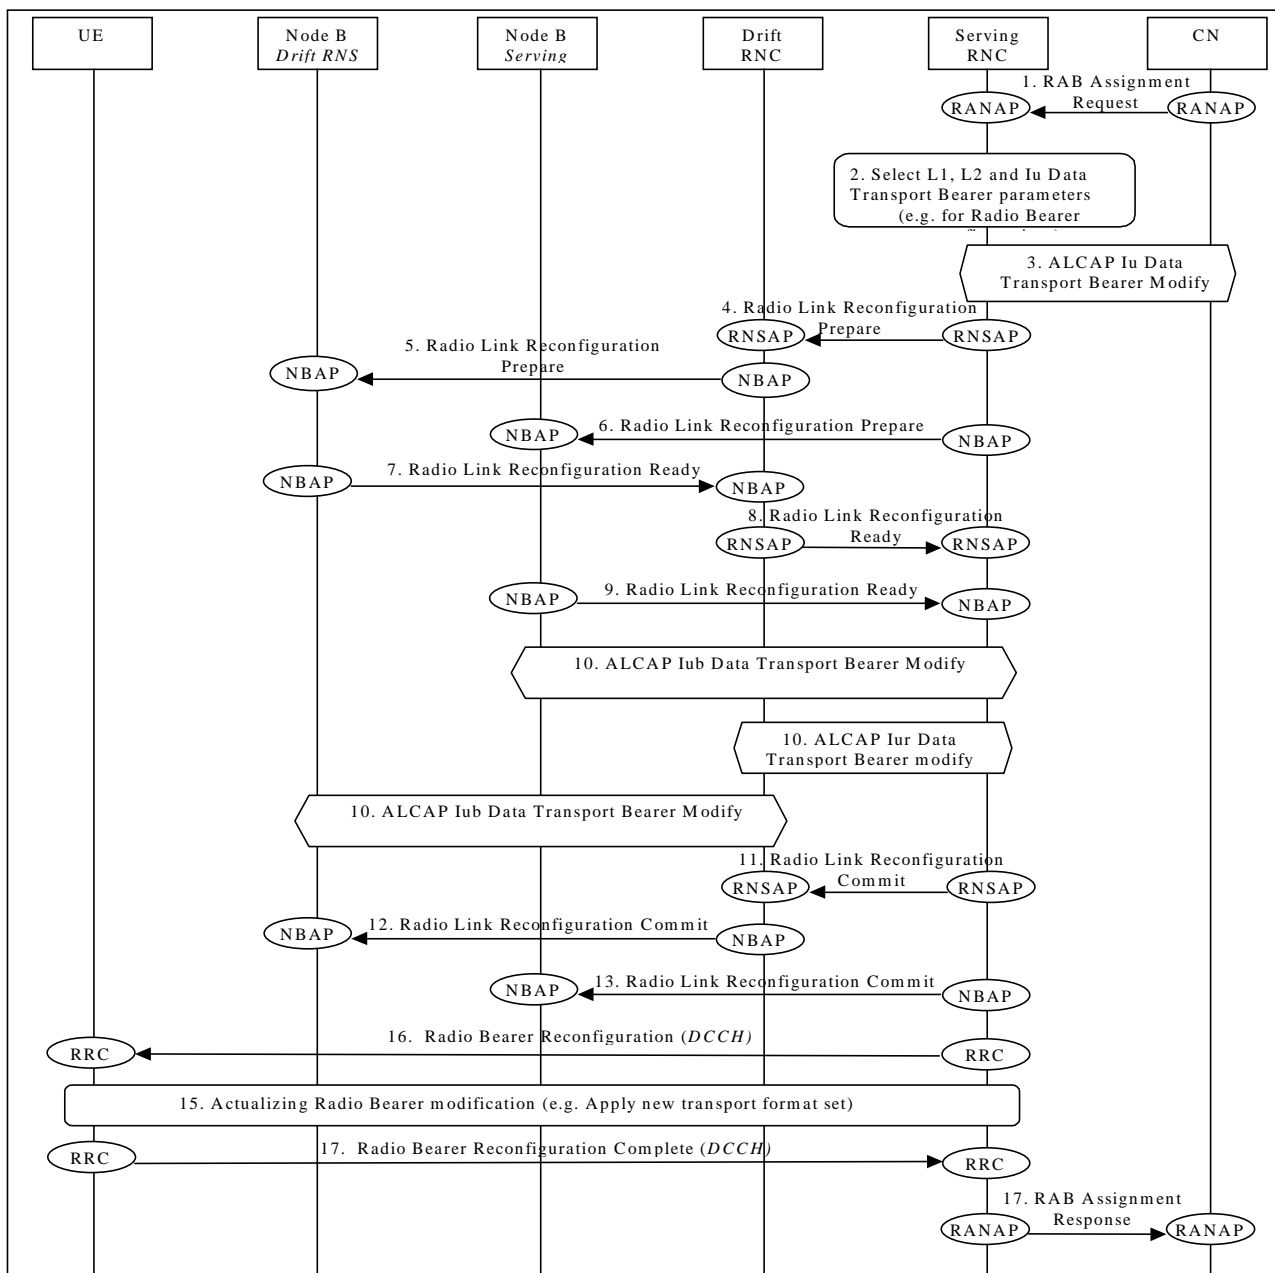 UE
Node B
Drift RNS
Node B
Serving
Drift
RNC
Serving
RNC
CN
1. RAB Assignment
Request
RANAP
RANAP
2. Select L1, L2 and Iu Data
Transport Bearer parameters
(e.g. for Radio Bearer
3. ALCAP Iu Data
Transport Bearer Modify
4. Radio Link Reconfiguration
Prepare
RNSAP
RNSAP
5. Radio Link Reconfiguration
Prepare
NBAP
NBAP
6. Radio Link Reconfiguration Prepare
NBAP
NBAP
7. Radio Link Reconfiguration Ready
NBAP
NBAP
8. Radio Link Reconfiguration
Ready
RNSAP
RNSAP
9. Radio Link Reconfiguration Ready
NBAP
NBAP
10. ALCAP Iub Data Transport Bearer Modify
10. ALCAP Iur Data
Transport Bearer modify
10. ALCAP Iub Data Transport Bearer Modify
11. Radio Link Reconfiguration
Commit
RNSAP
RNSAP
12. Radio Link Reconfiguration Commit
NBAP
NBAP
13. Radio Link Reconfiguration Commit
NBAP
NBAP
16. Radio Bearer Reconfiguration (DCCH)
RRC
RRC
15. Actualizing Radio Bearer modification (e.g. Apply new transport format set)
17. Radio Bearer Reconfiguration Complete (DCCH)
RRC
RRC
17. RAB Assignment
Response
RANAP
RANAP